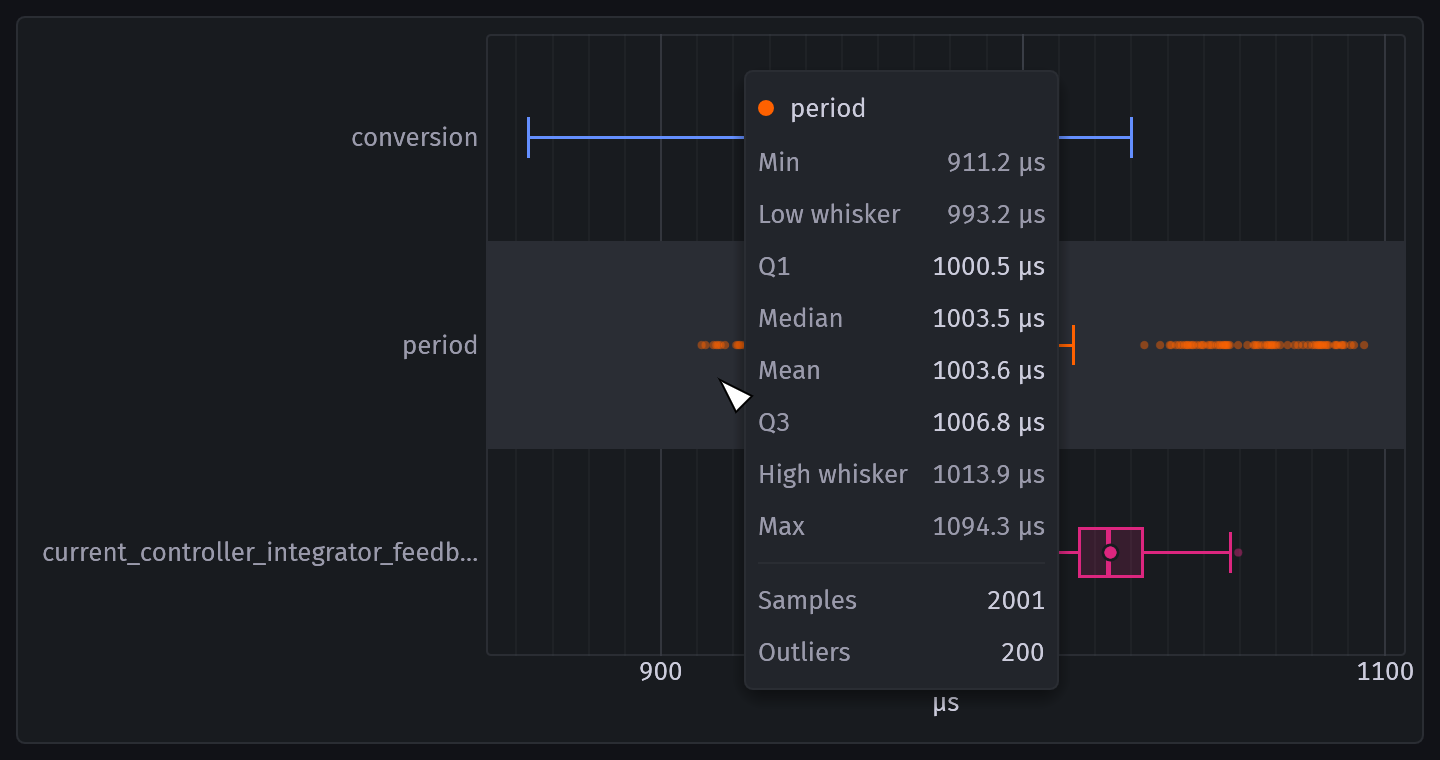 conversion
period
current_controller_integrator_feedb...
period
Min 911.2 µs
Low whisker 993.2 µs
Q1 1000.5 µs
Median 1003.5 µs
Mean 1003.6 µs
Q3 1006.8 µs
High whisker 1013.9 µs
Max 1094.3 µs
Samples 2001
Outliers 200
900 1100
µs